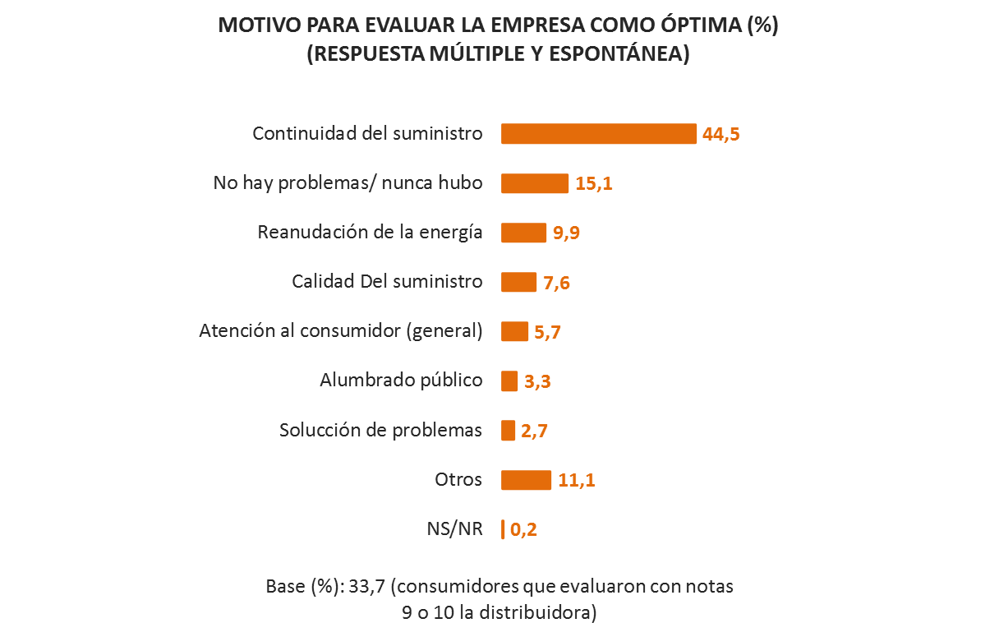 MOTIVO PARA EVALUAR LA EMPRESA COMO ÓPTIMA (%)
(RESPUESTA MÚLTIPLE Y ESPONTÁNEA)
Continuidad del suministro 44,5
No hay problemas/ nunca hubo 15,1
Reanudación de la energía 9,9
Calidad Del suministro 7,6
Atención al consumidor (general) 5,7
Alumbrado público 3,3
Solucción de problemas 2,7
Otros 11,1
NS/NR 0,2
Base (%): 33,7 (consumidores que evaluaron con notas
9 o 10 la distribuidora)